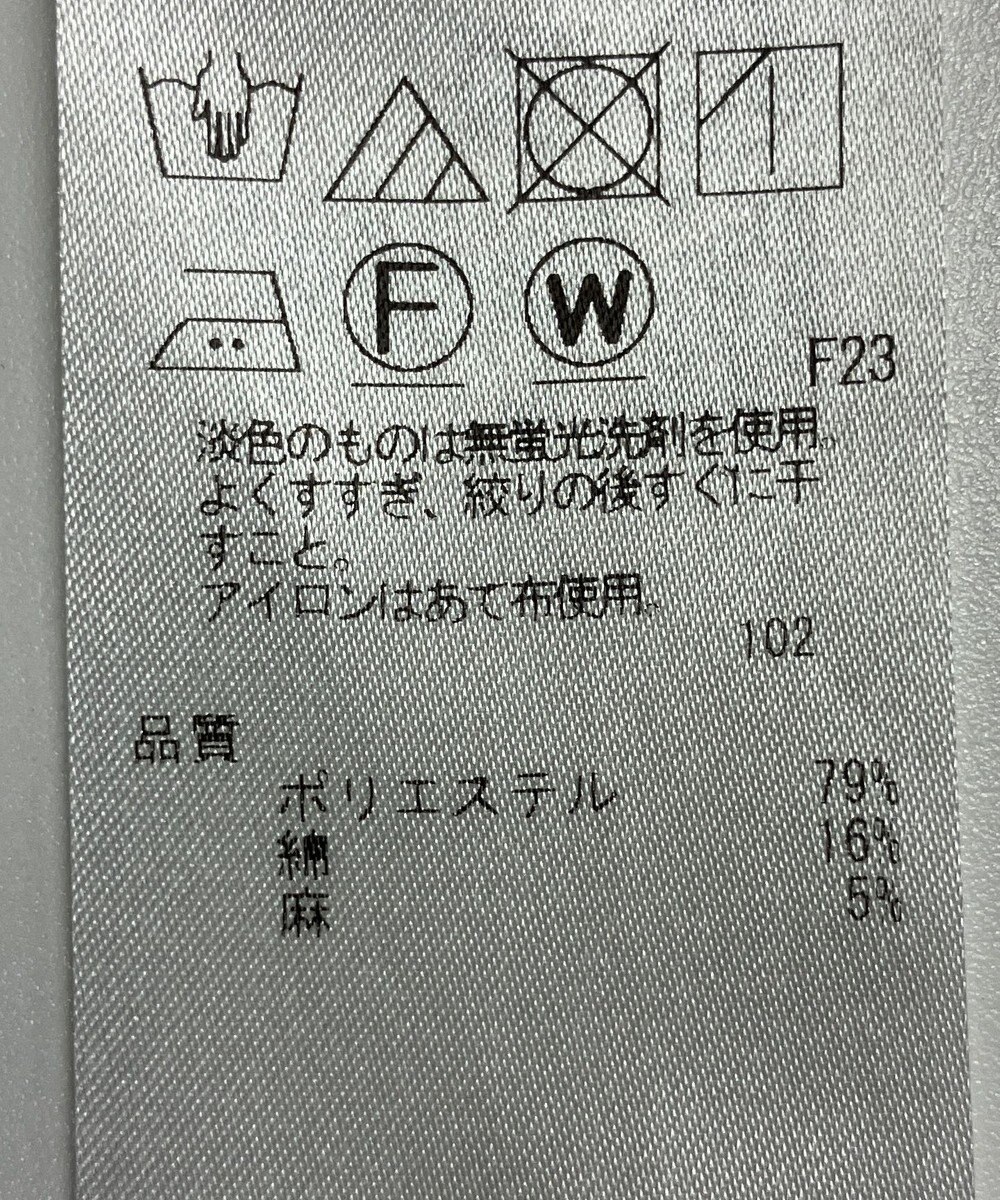 F
W
F23
淡色のものは無蛍光洗剤を使用。
よくすすぎ、絞りの後すぐに干
すこと。
アイロンはあて布使用。
102
品質
ポリエステル 79%
綿 16%
麻 5%